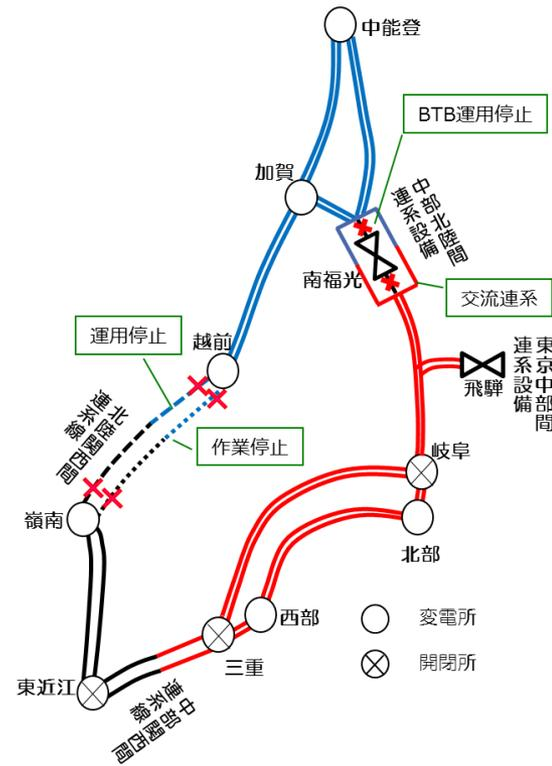 中能登
BTB運用停止
加賀
中部北陸間
連系設備
南福光
交流連系
運用停止
越前
東京中部間
連系設備
飛騨
北陸関西間
連系線
作業停止
岐阜
嶺南
北部
西部
変電所
三重
開閉所
東近江
中部関西間
連系線